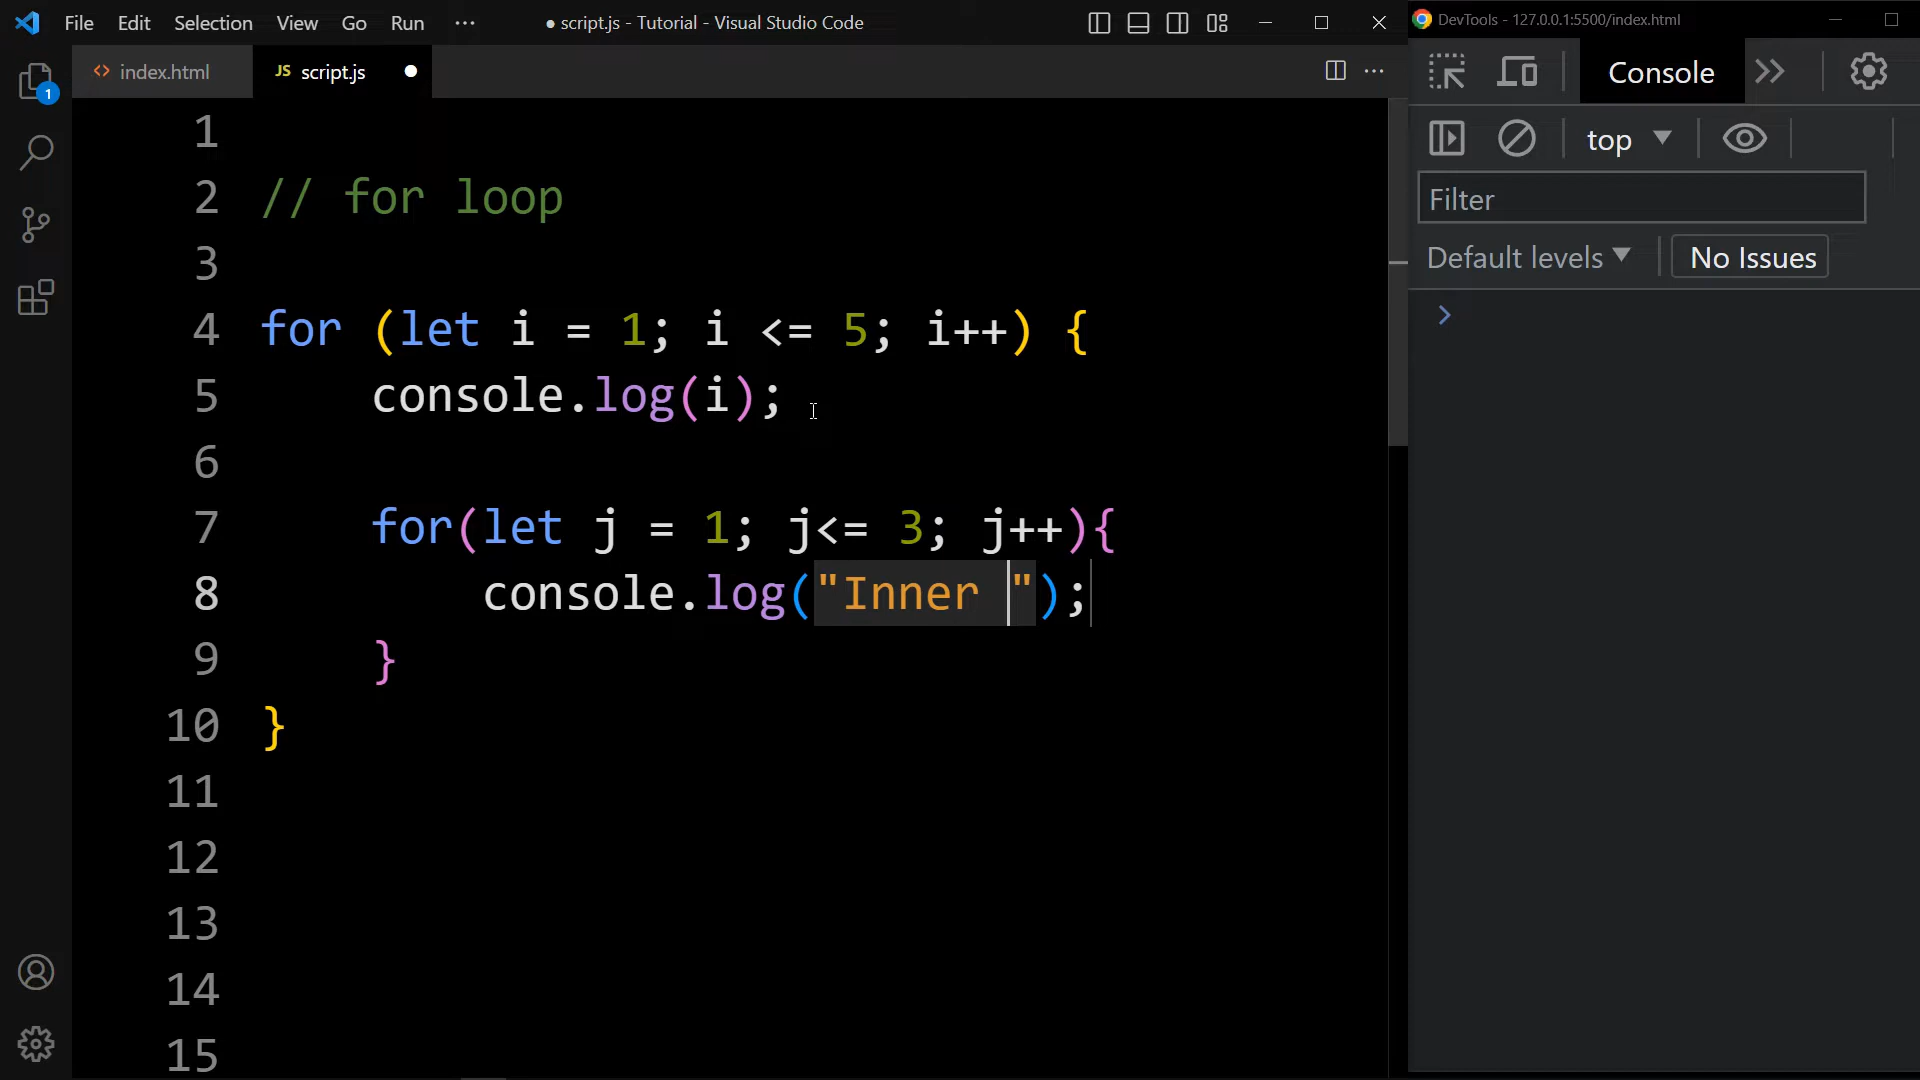 File Edit Selection View Go Run ··· ● script.js - Tutorial - Visual Studio Code
DevTools - 127.0.0.1:5500/index.html
<> index.html JS script.js ●
Console
1
top
Filter
Default levels ▼ No Issues
1
2 // for loop
3
4 for (let i = 1; i <= 5; i++) {
5 console.log(i);
6
7 for(let j = 1; j<= 3; j++){
8 console.log("Inner ");
9 }
10 }
11
12
13
14
15